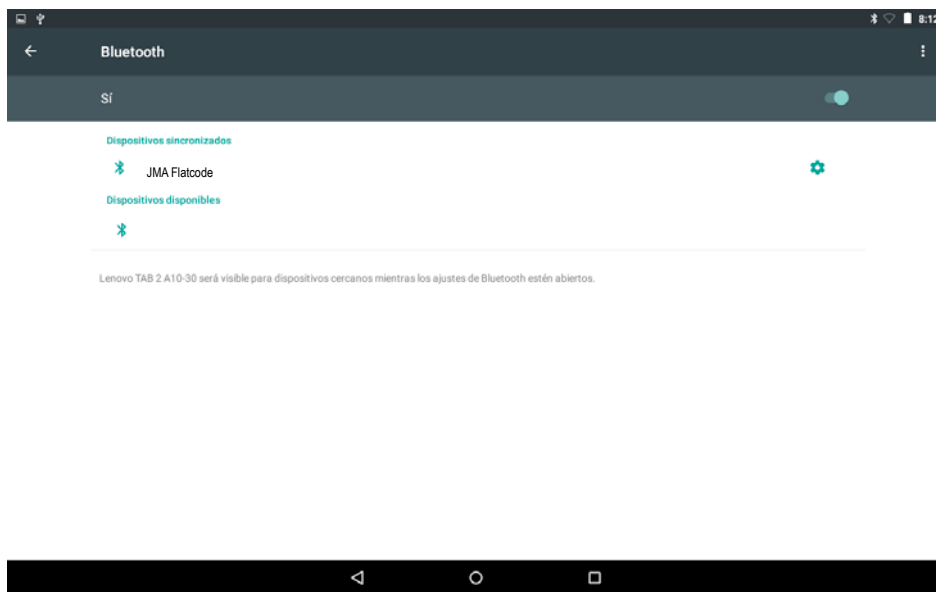 8:12
Bluetooth
Sí
Dispositivos sincronizados
JMA Flatcode
Dispositivos disponibles
Lenovo TAB 2 A10-30 será visible para dispositivos cercanos mientras los ajustes de Bluetooth estén abiertos.